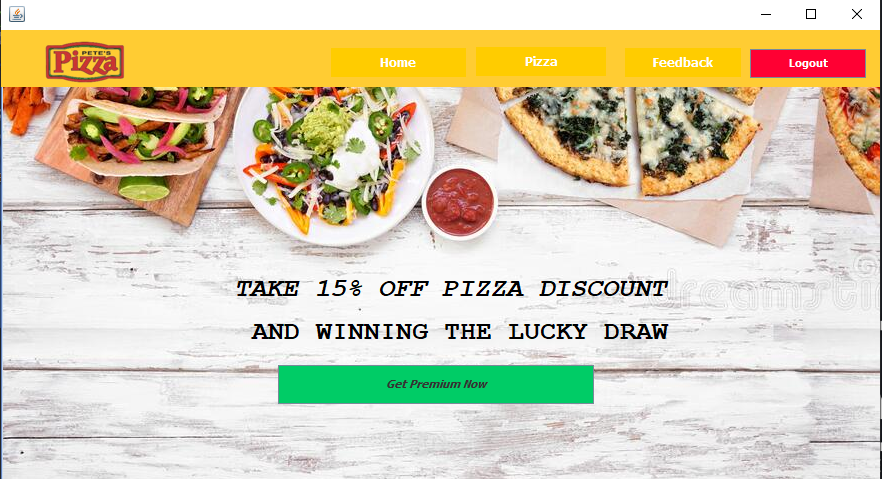 PETE'S
Pizza
Home
Pizza
Feedback
Logout
dreamsti
TAKE 15% OFF PIZZA DISCOUNT
AND WINNING THE LUCKY DRAW
Get Premium Now